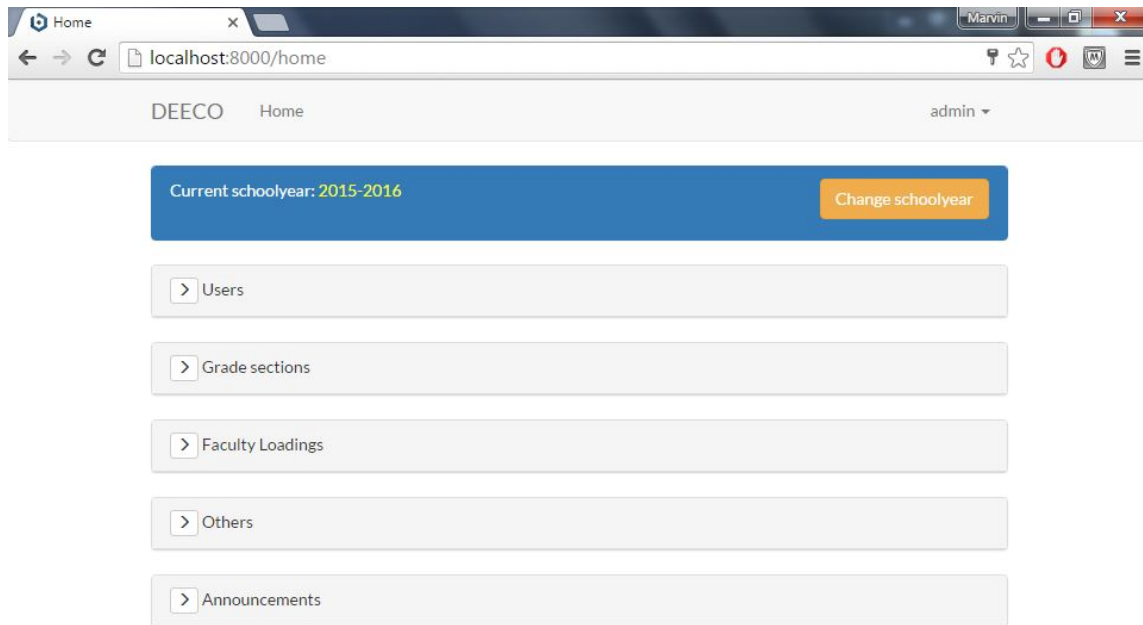 Home
Marvin
localhost:8000/home
DEECO Home admin
Current schoolyear: 2015-2016 Change schoolyear
Users
Grade sections
Faculty Loadings
Others
Announcements